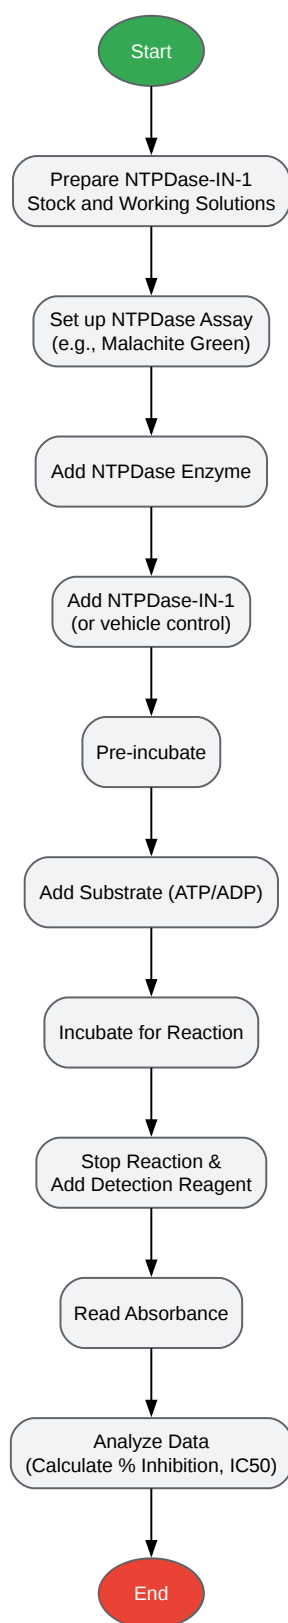 Start
Prepare NTPDase-IN-1
Stock and Working Solutions
Set up NTPDase Assay
(e.g., Malachite Green)
Add NTPDase Enzyme
Add NTPDase-IN-1
(or vehicle control)
Pre-incubate
Add Substrate (ATP/ADP)
Incubate for Reaction
Stop Reaction &
Add Detection Reagent
Read Absorbance
Analyze Data
(Calculate % Inhibition, IC50)
End